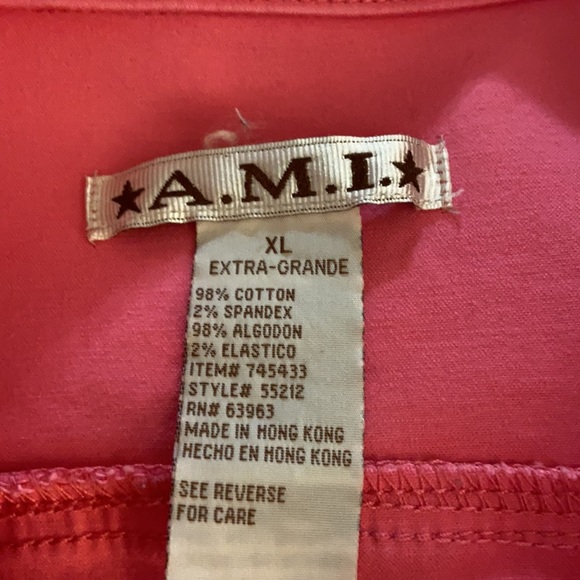 ★A.M.I.★
XL
EXTRA-GRANDE
98% COTTON
2% SPANDEX
98% ALGODON
2% ELASTICO
ITEM# 745433
STYLE# 55212
RN# 63963
MADE IN HONG KONG
HECHO EN HONG KONG
SEE REVERSE
FOR CARE